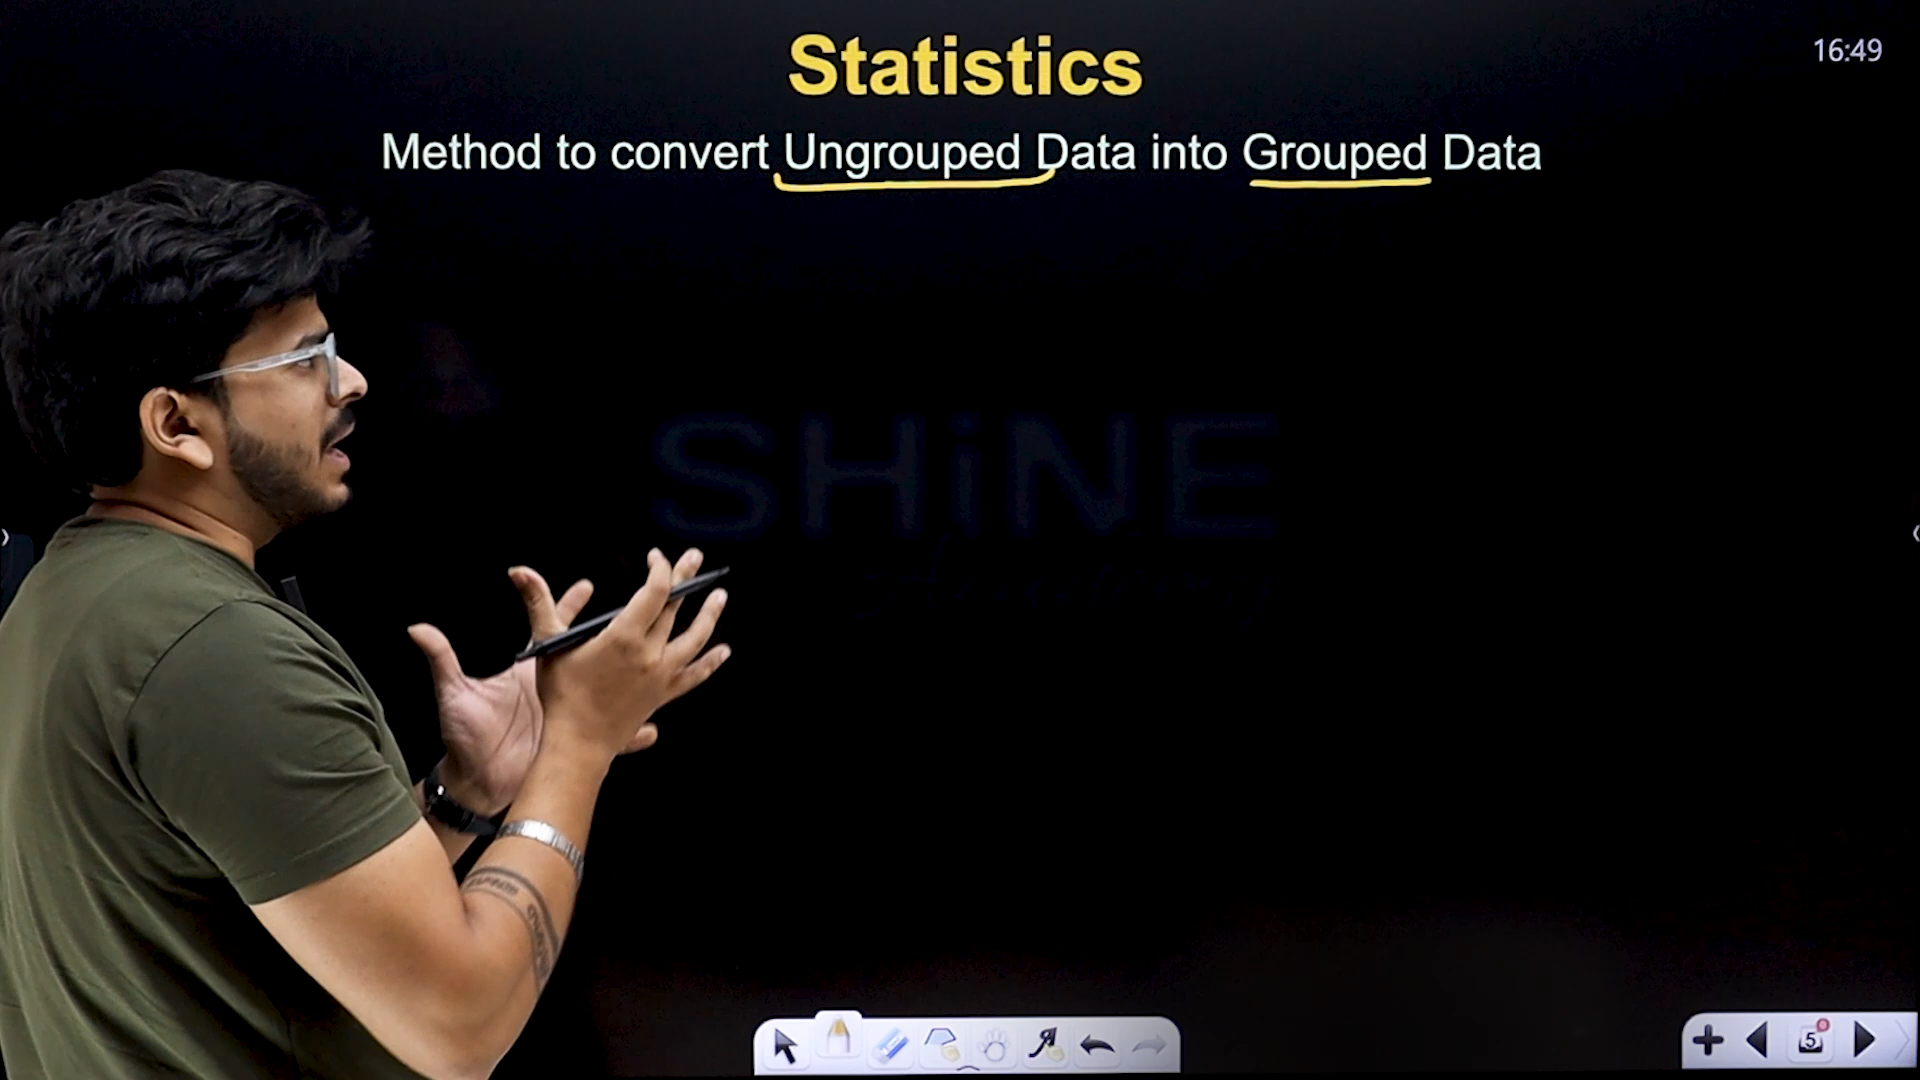 Statistics
16:49
Method to convert Ungrouped Data into Grouped Data
SHiNE
5